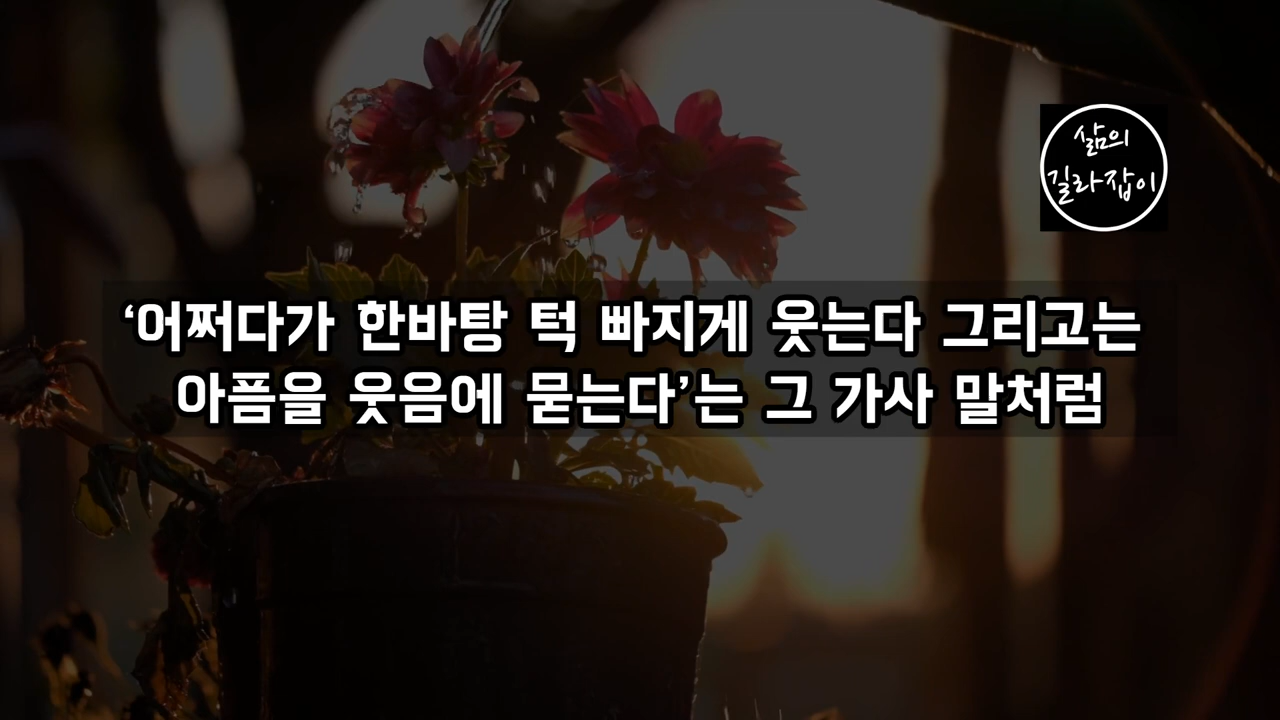 삶의
길라잡이
‘어쩌다가 한바탕 턱 빠지게 웃는다 그리고는
아픔을 웃음에 묻는다’는 그 가사 말처럼